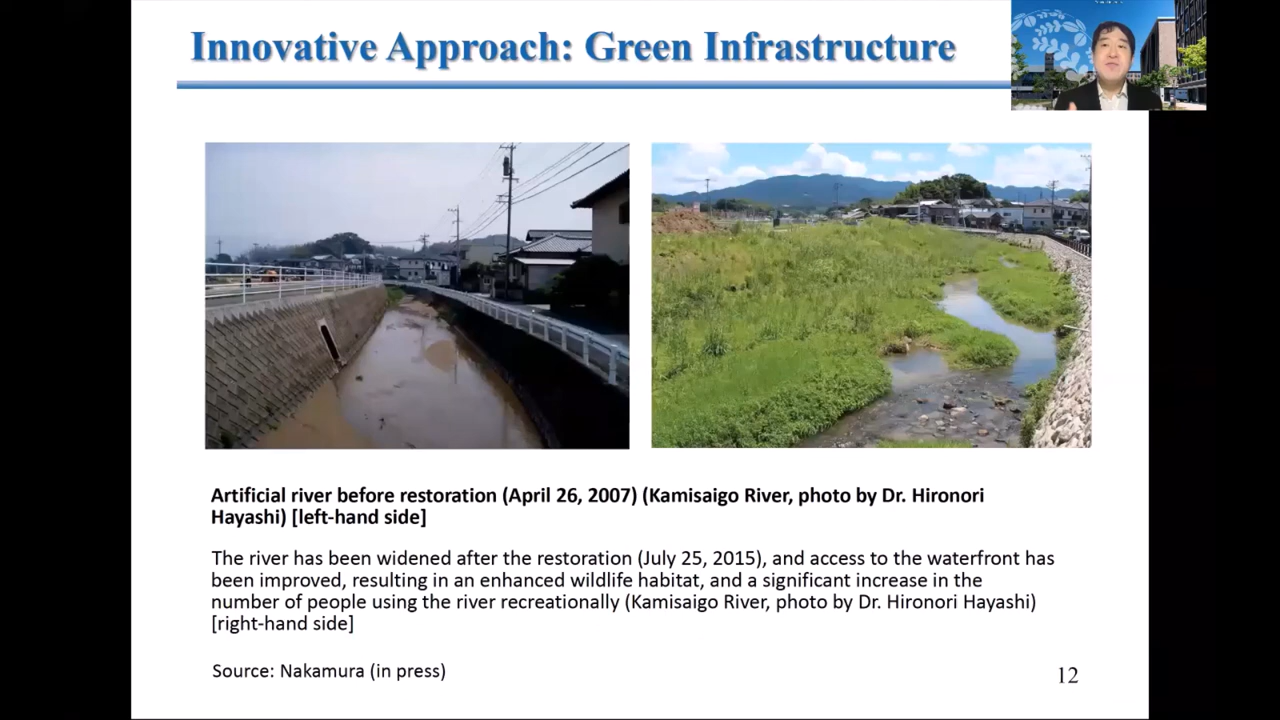 Innovative Approach: Green Infrastructure
Artificial river before restoration (April 26, 2007) (Kamisaigo River, photo by Dr. Hironori
Hayashi) [left-hand side]
The river has been widened after the restoration (July 25, 2015), and access to the waterfront has
been improved, resulting in an enhanced wildlife habitat, and a significant increase in the
number of people using the river recreationally (Kamisaigo River, photo by Dr. Hironori Hayashi)
[right-hand side]
Source: Nakamura (in press)
12